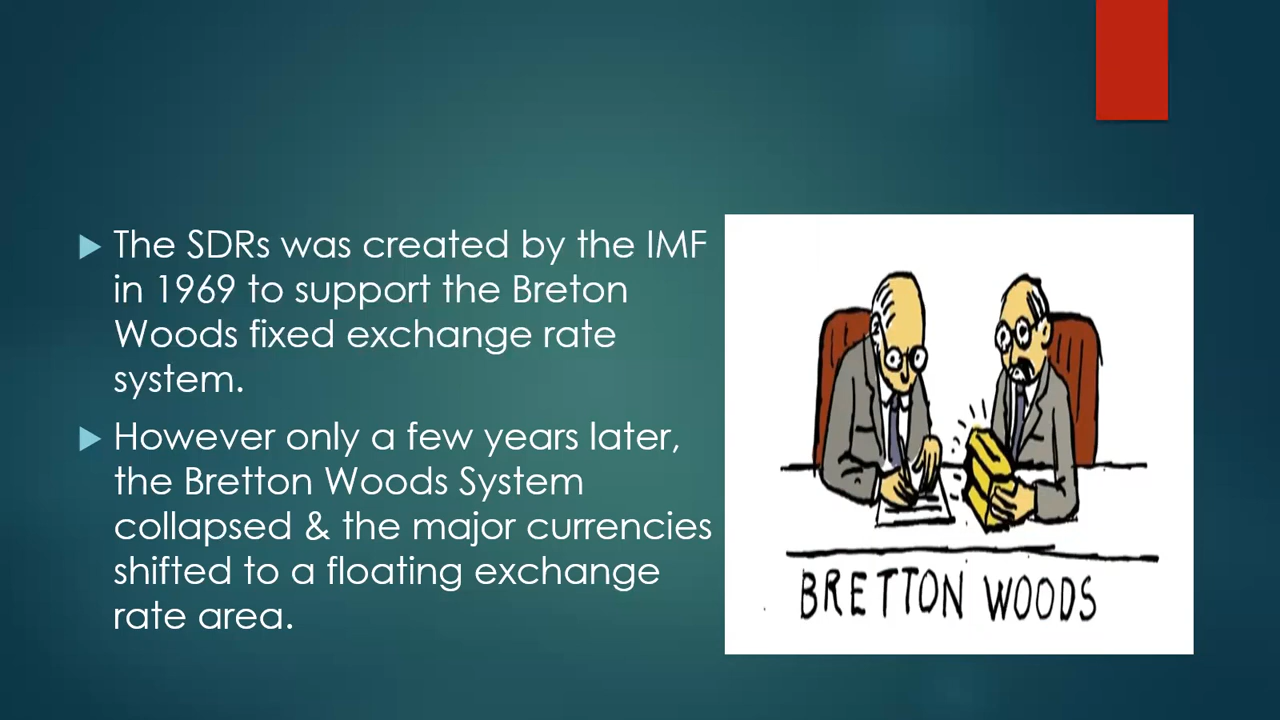 The SDRs was created by the IMF
in 1969 to support the Breton
Woods fixed exchange rate
system.
However only a few years later,
the Bretton Woods System
collapsed & the major currencies
shifted to a floating exchange
rate area.
BRETTON WOODS